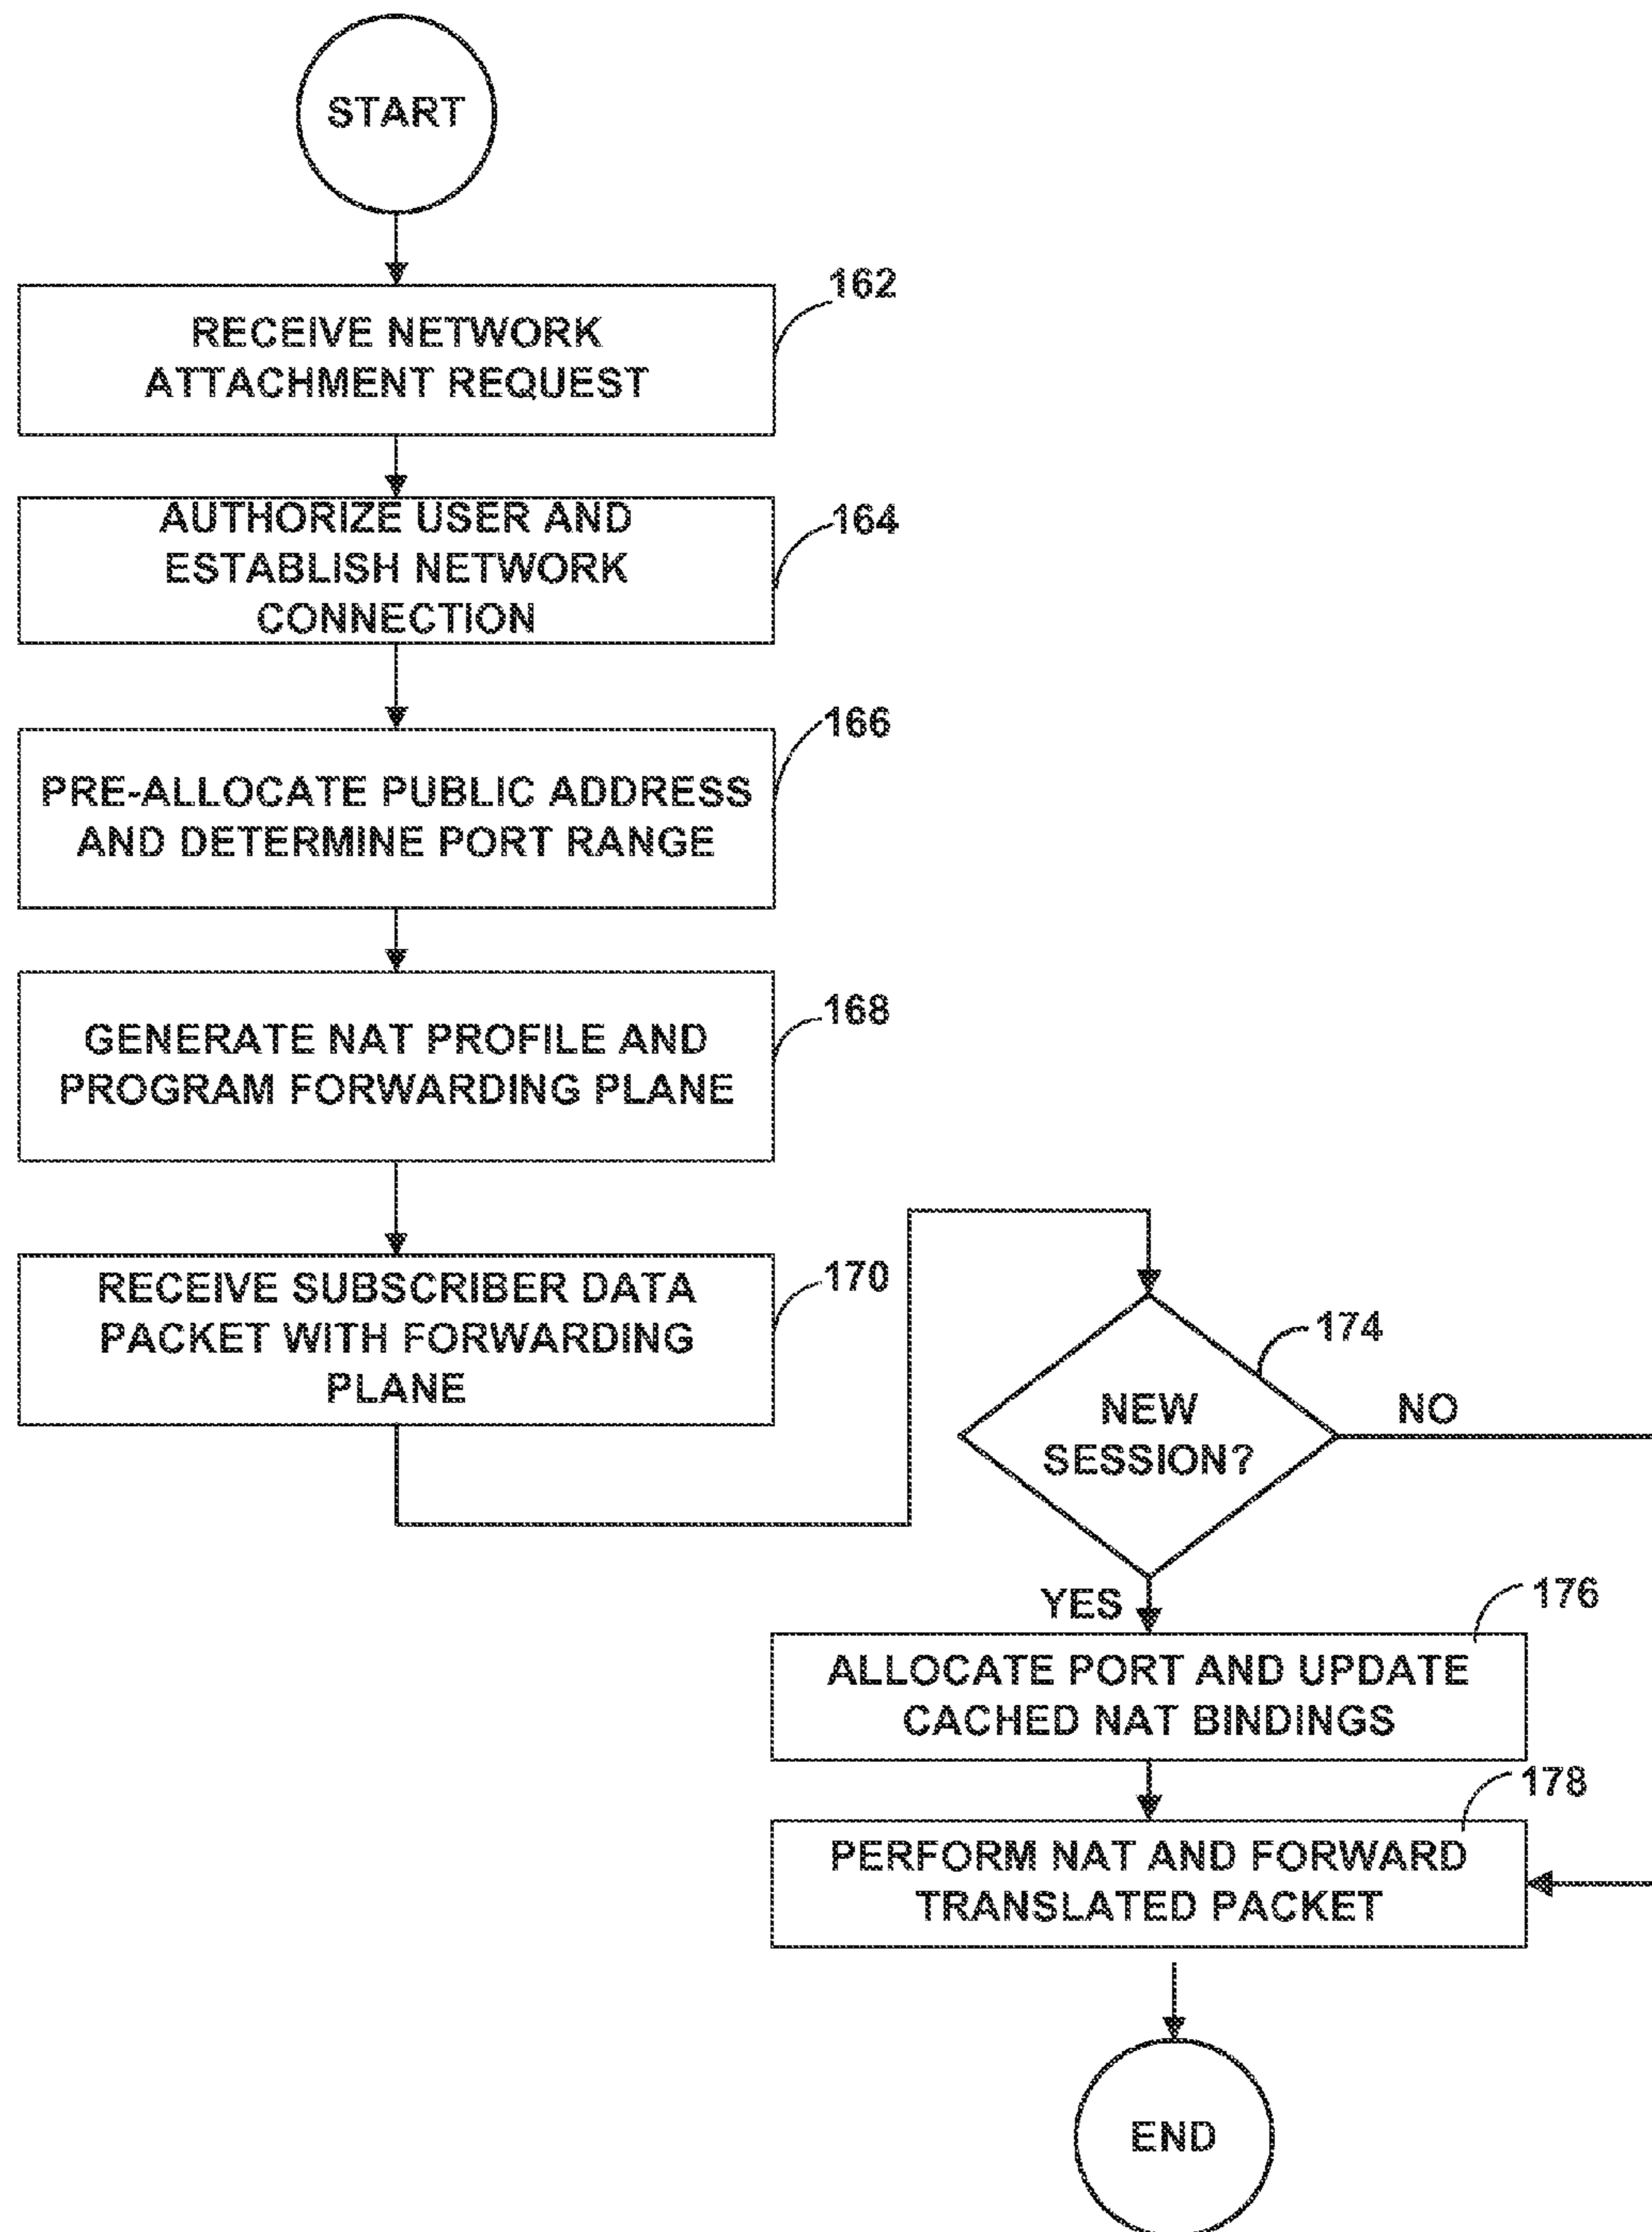 START
162
RECEIVE NETWORK
ATTACHMENT REQUEST
164
AUTHORIZE USER AND
ESTABLISH NETWORK
CONNECTION
166
PRE-ALLOCATE PUBLIC ADDRESS
AND DETERMINE PORT RANGE
168
GENERATE NAT PROFILE AND
PROGRAM FORWARDING PLANE
170
RECEIVE SUBSCRIBER DATA
PACKET WITH FORWARDING
PLANE
174
NEW
SESSION?
NO
YES
176
ALLOCATE PORT AND UPDATE
CACHED NAT BINDINGS
178
PERFORM NAT AND FORWARD
TRANSLATED PACKET
END